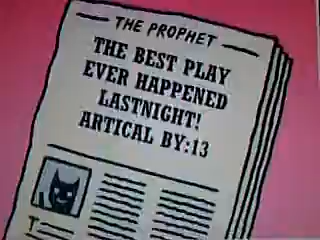 THE PROPHET
THE BEST PLAY
EVER HAPPENED
LASTNIGHT!
ARTICAL BY:13
T